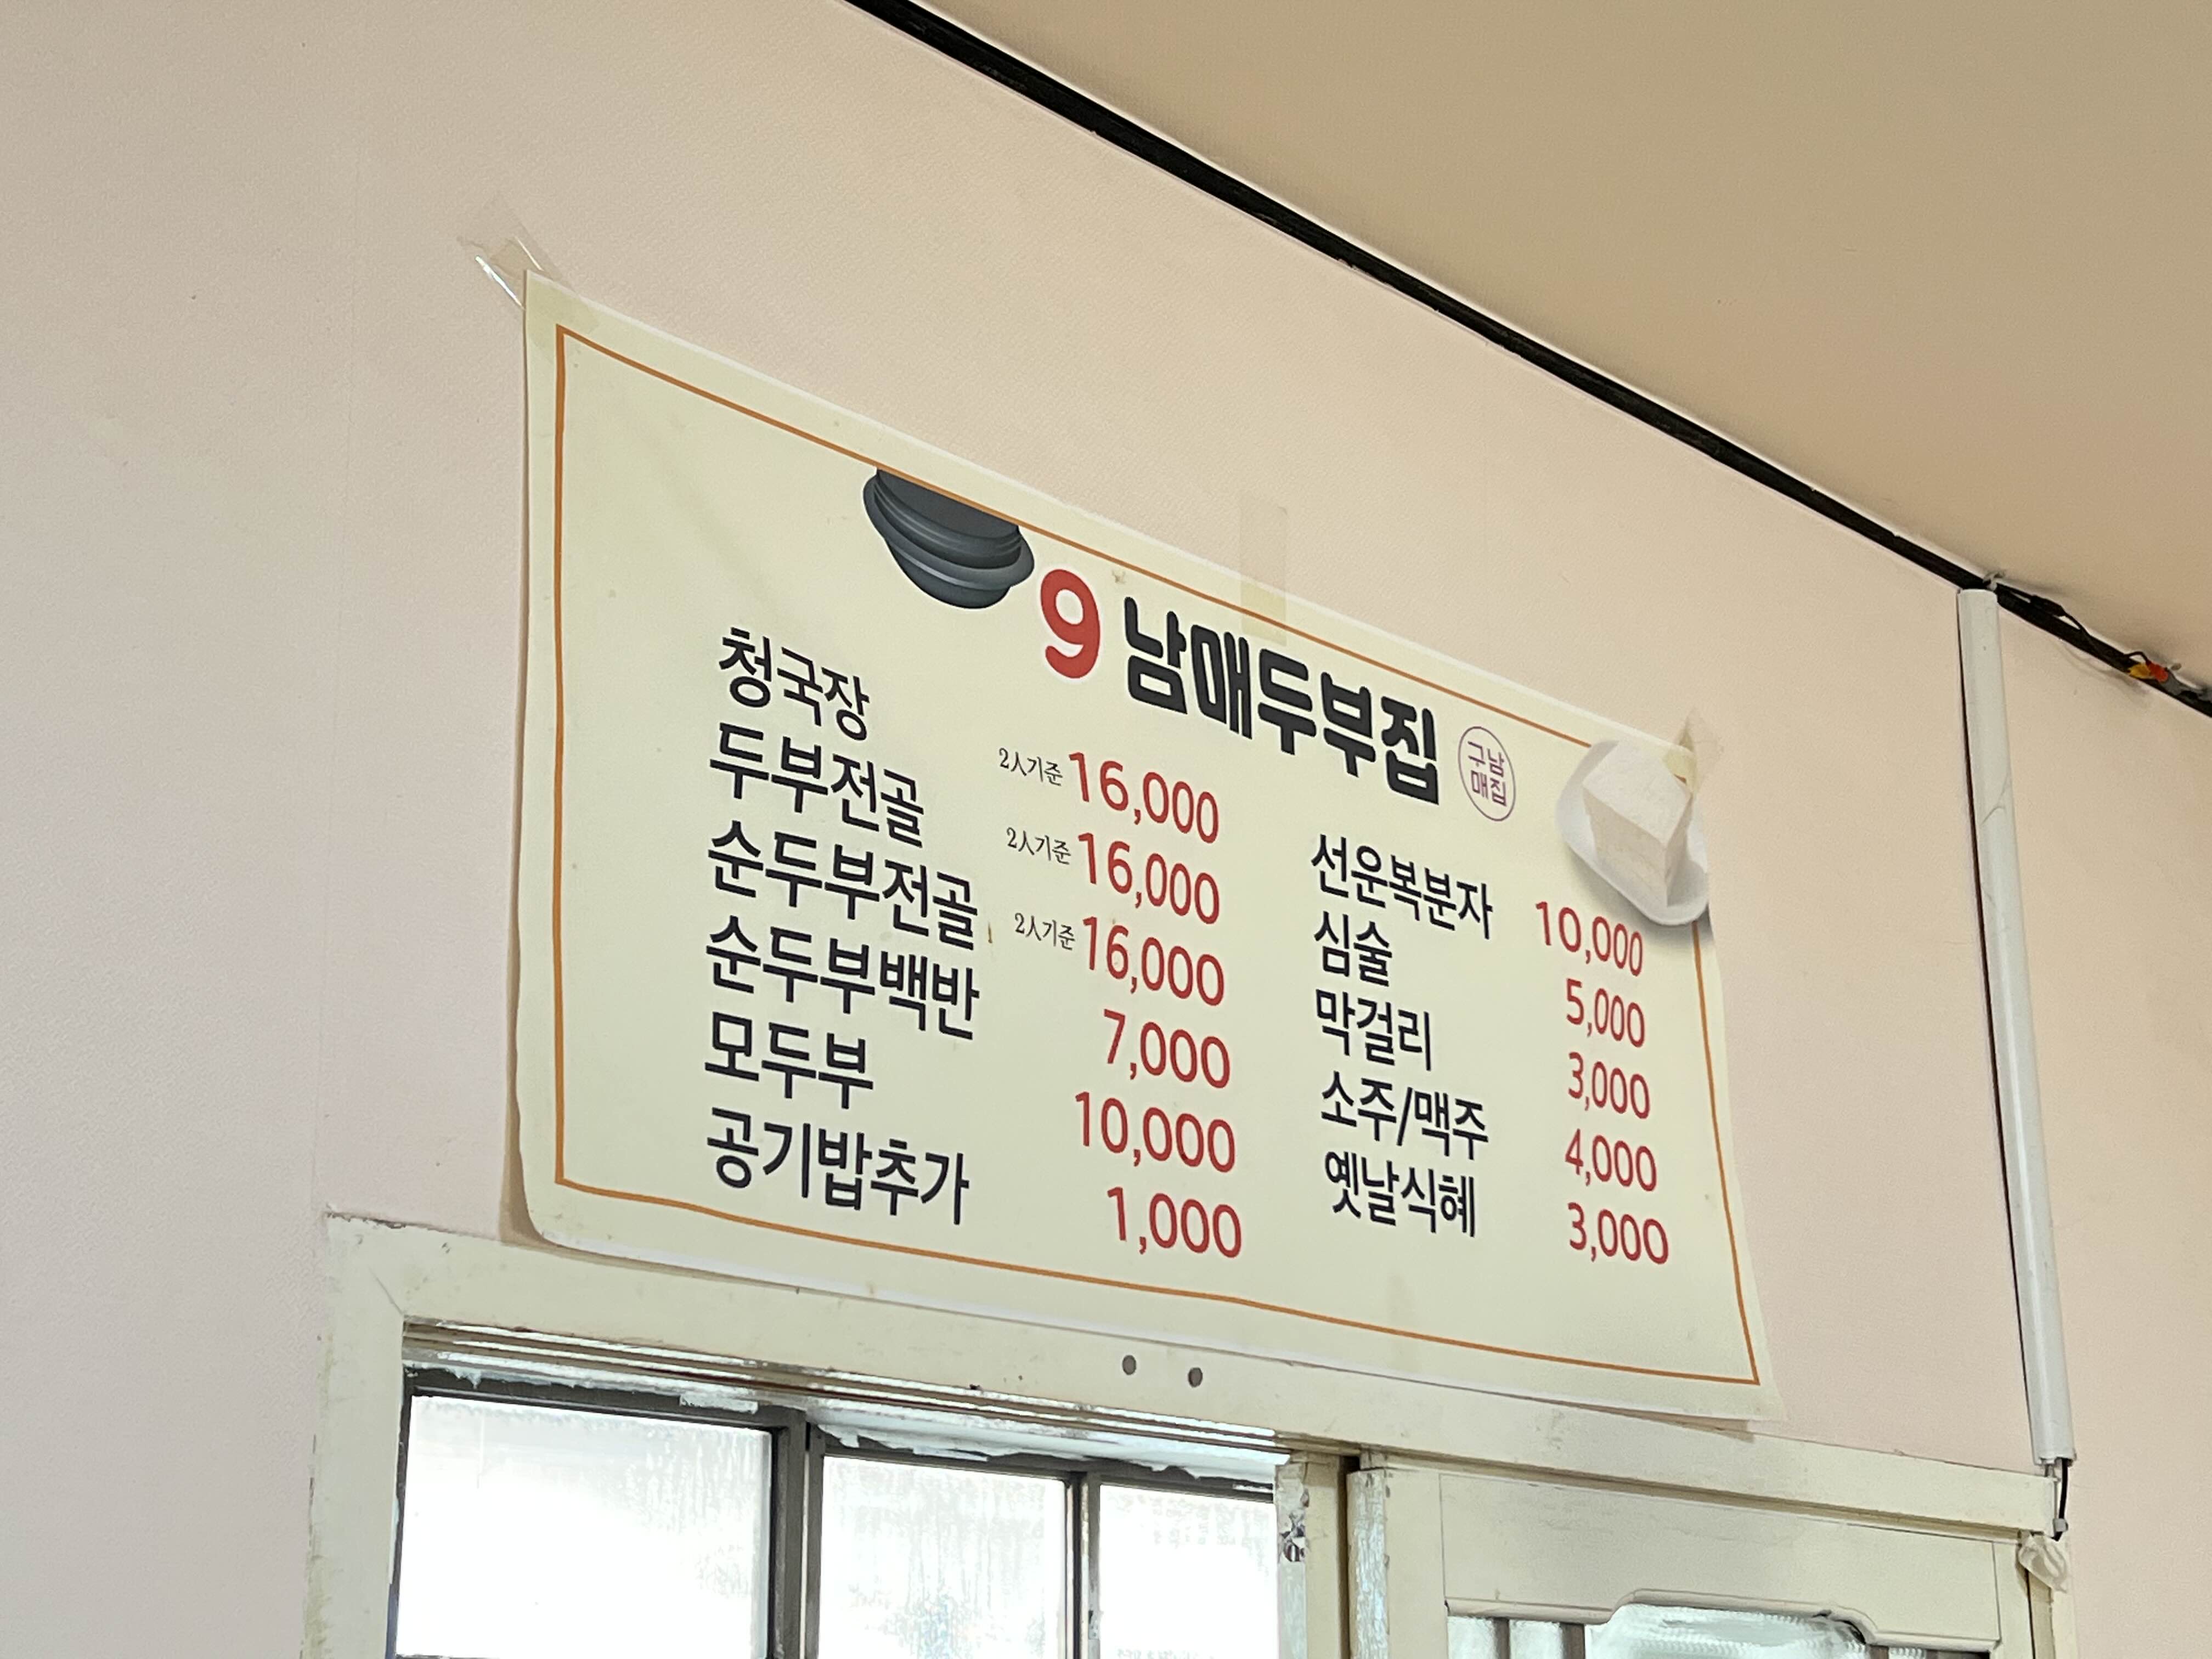 9 남매두부집
구남
매집
청국장 2人기준 16,000
두부전골 2人기준 16,000
순두부전골 2人기준 16,000
순두부백반 7,000
모두부 10,000
공기밥추가 1,000
선운복분자 10,000
심술 5,000
막걸리 3,000
소주/맥주 4,000
옛날식혜 3,000